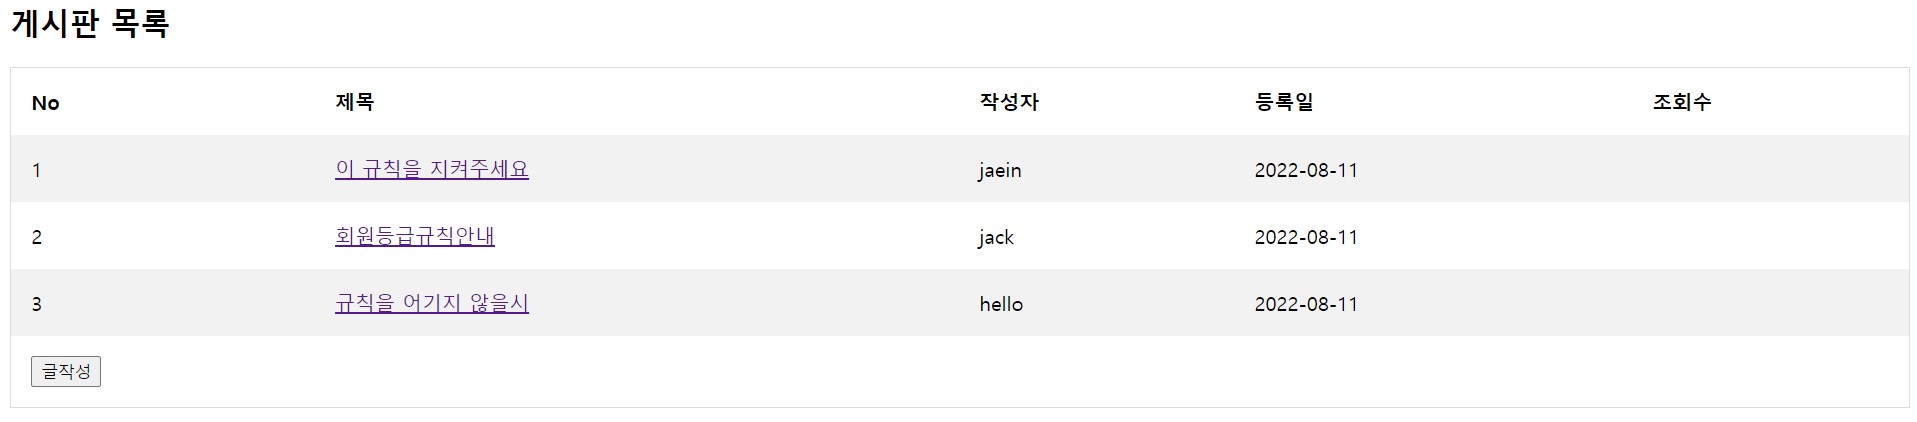 게시판 목록
No 제목 작성자 등록일 조회수
1 이 규칙을 지켜주세요 jaein 2022-08-11
2 회원등급규칙안내 jack 2022-08-11
3 규칙을 어기지 않을시 hello 2022-08-11
글작성